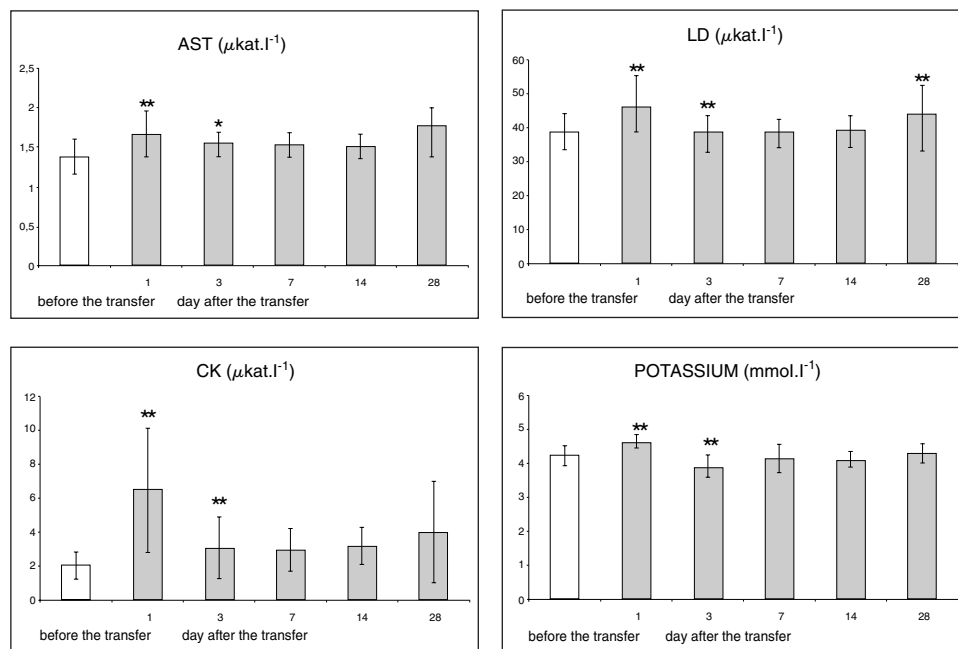 AST (μkat.l⁻¹)
2,5
2
1,5
1
0,5
0
** *
1 3 7 14 28
before the transfer day after the transfer
LD (μkat.l⁻¹)
60
50
40
30
20
10
0
** ** **
1 3 7 14 28
before the transfer day after the transfer
CK (μkat.l⁻¹)
12
10
8
6
4
2
0
** **
1 3 7 14 28
before the transfer day after the transfer
POTASSIUM (mmol.l⁻¹)
6
5
4
3
2
1
0
** **
1 3 7 14 28
before the transfer day after the transfer